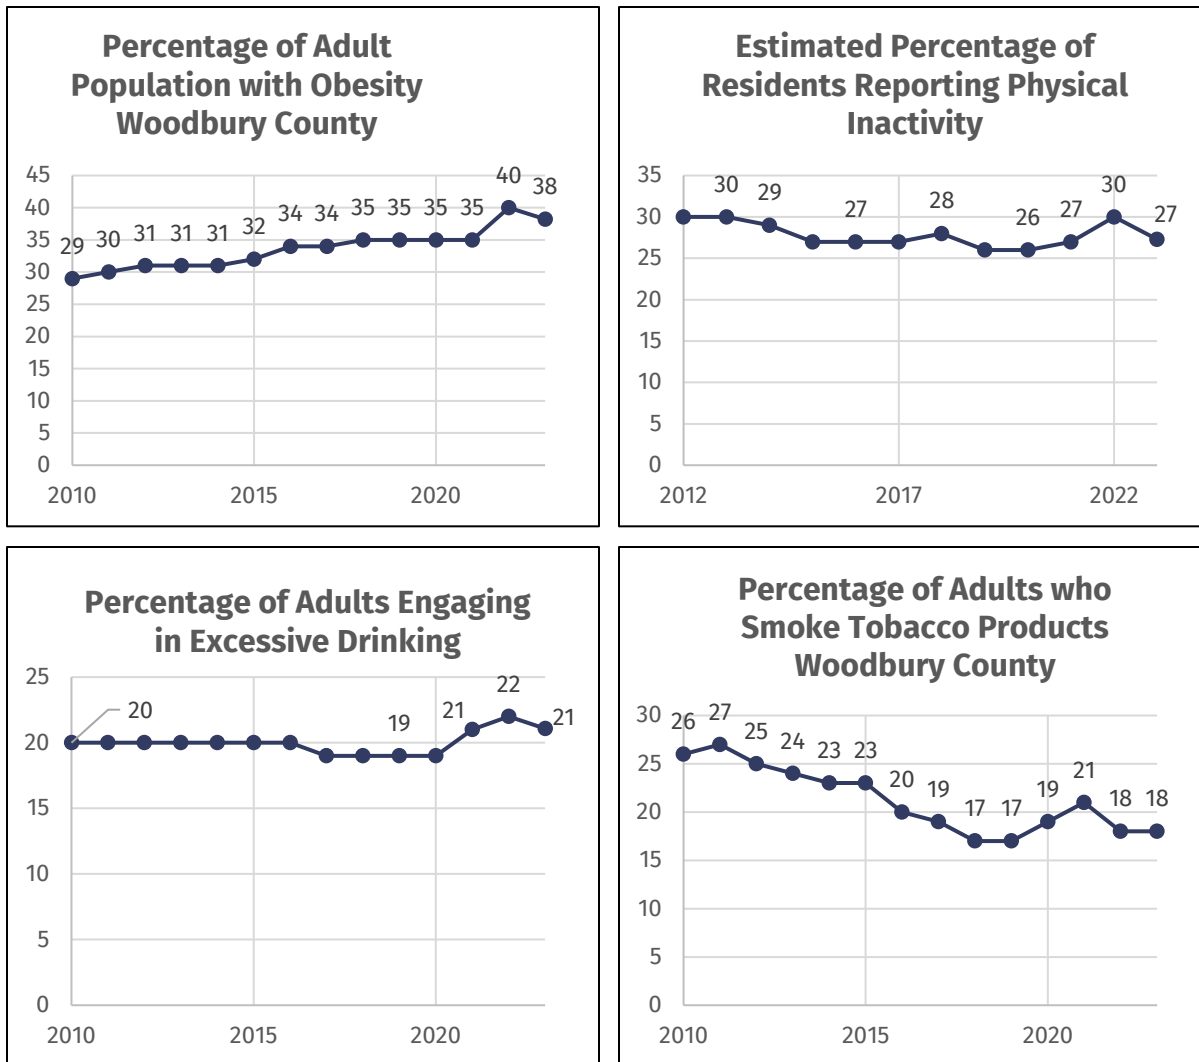 Percentage of Adult
Population with Obesity
Woodbury County
45
40
35
30
25
20
15
10
5
0
29 30 31 31 31 32 34 34 35 35 35 35 40 38
2010 2015 2020
Estimated Percentage of
Residents Reporting Physical
Inactivity
35
30
25
20
15
10
5
0
30 29 27 28 26 27 30 27
2012 2017 2022
Percentage of Adults Engaging
in Excessive Drinking
25
20
15
10
5
0
20 19 21 22 21
2010 2015 2020
Percentage of Adults who
Smoke Tobacco Products
Woodbury County
30
25
20
15
10
5
0
26 27 25 24 23 23 20 19 17 17 19 21 18 18
2010 2015 2020